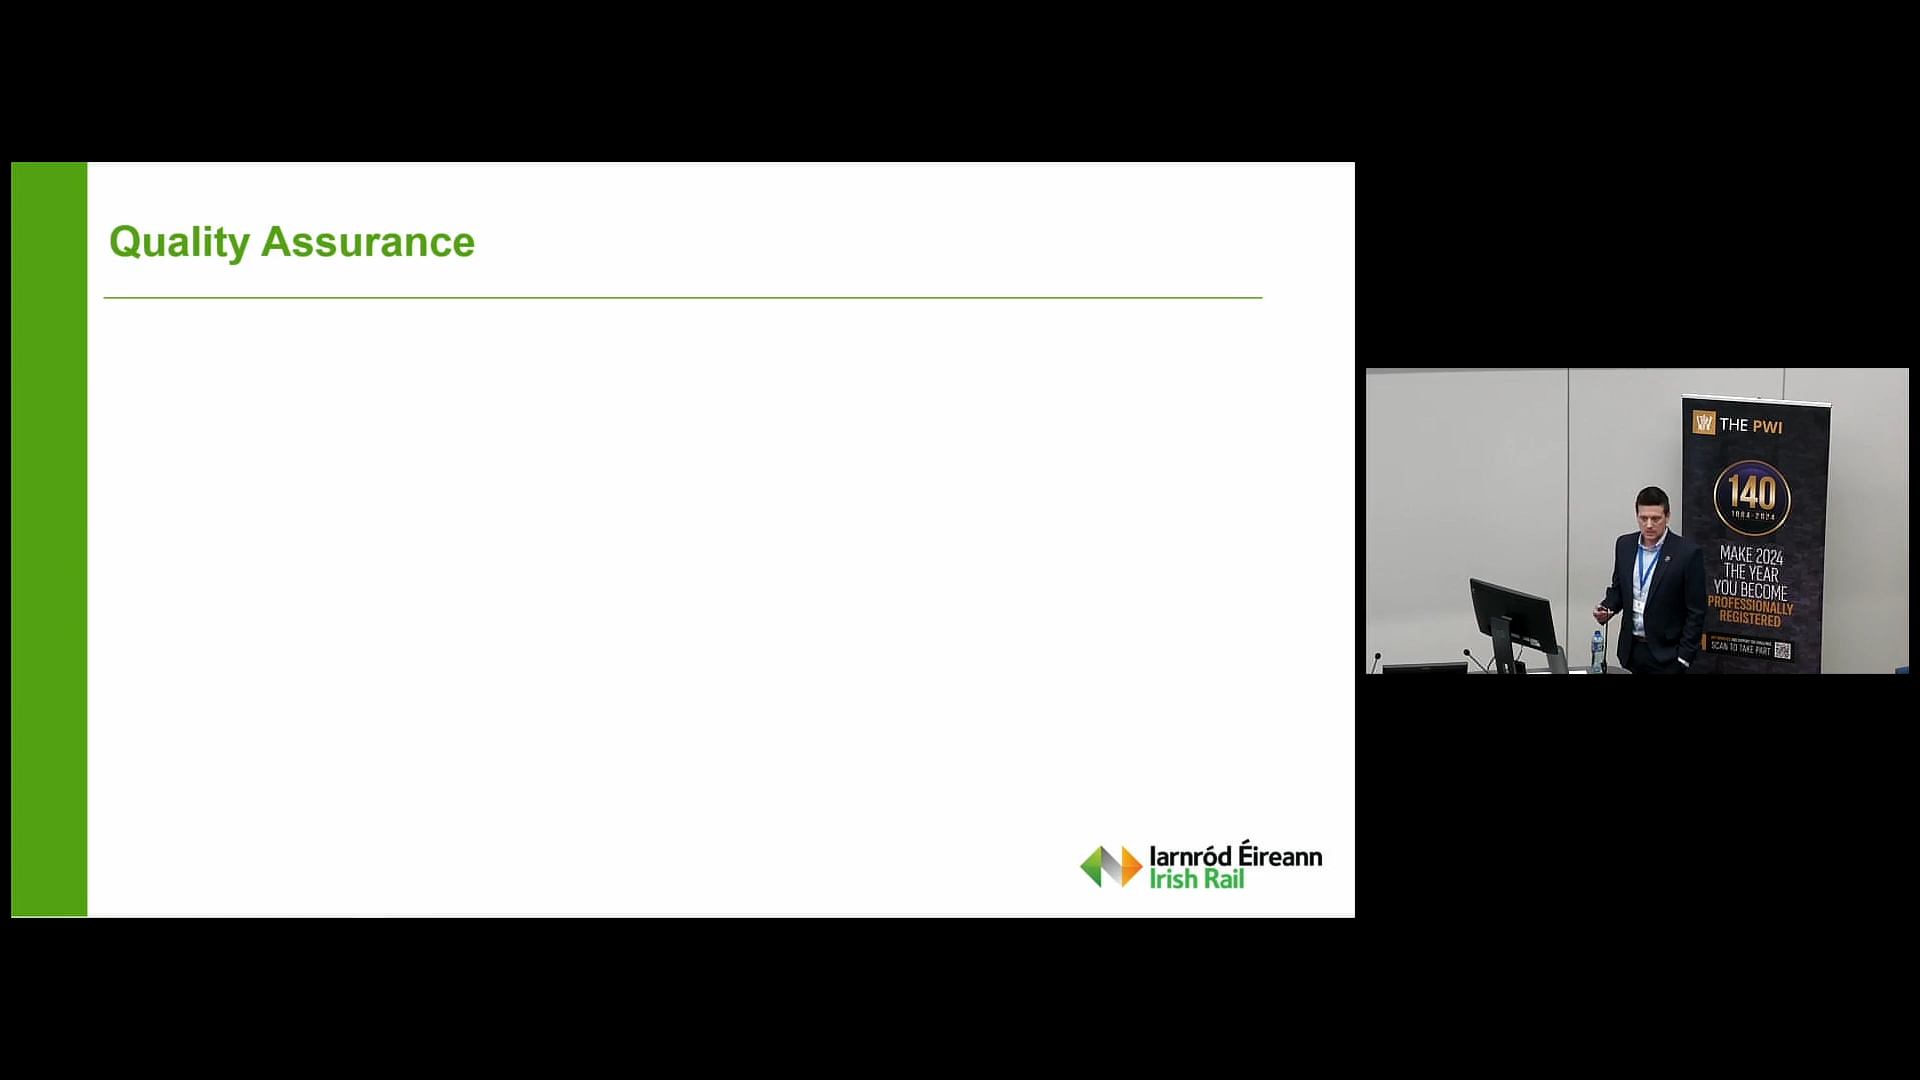 Quality Assurance
Iarnród Éireann
Irish Rail
THE PWI
140
1884-2024
MAKE 2024
THE YEAR
YOU BECOME
PROFESSIONALLY
REGISTERED
SCAN TO TAKE PART